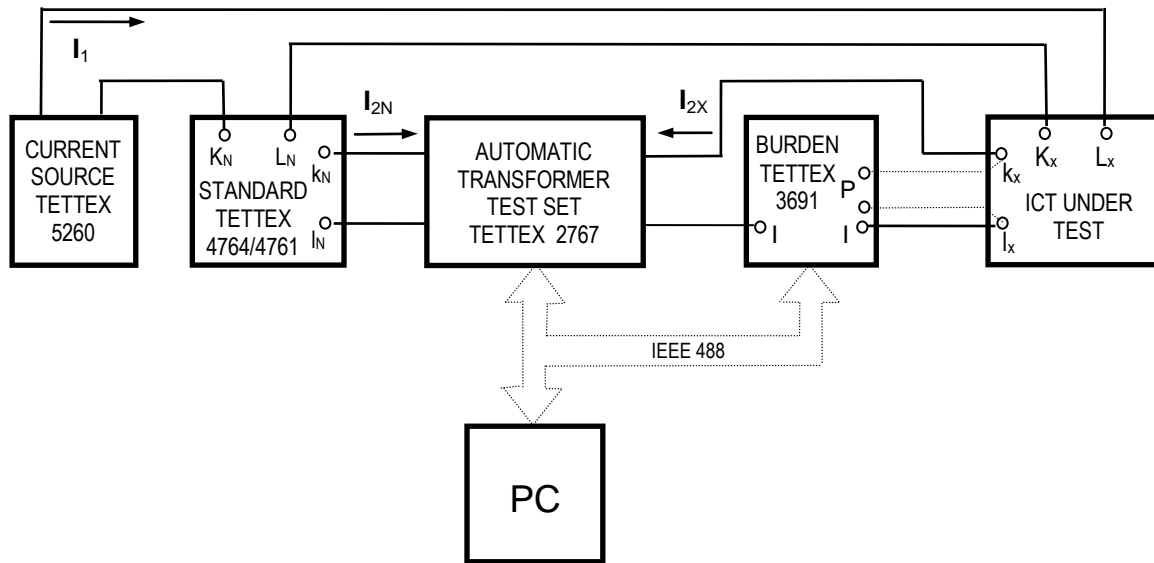 I1
I2N
I2X
CURRENT
SOURCE
TETTEX
5260
KN
LN
kN
lN
STANDARD
TETTEX
4764/4761
AUTOMATIC
TRANSFORMER
TEST SET
TETTEX 2767
BURDEN
TETTEX
3691
P
I
I
Kx
Lx
kx
lx
ICT UNDER
TEST
IEEE 488
PC